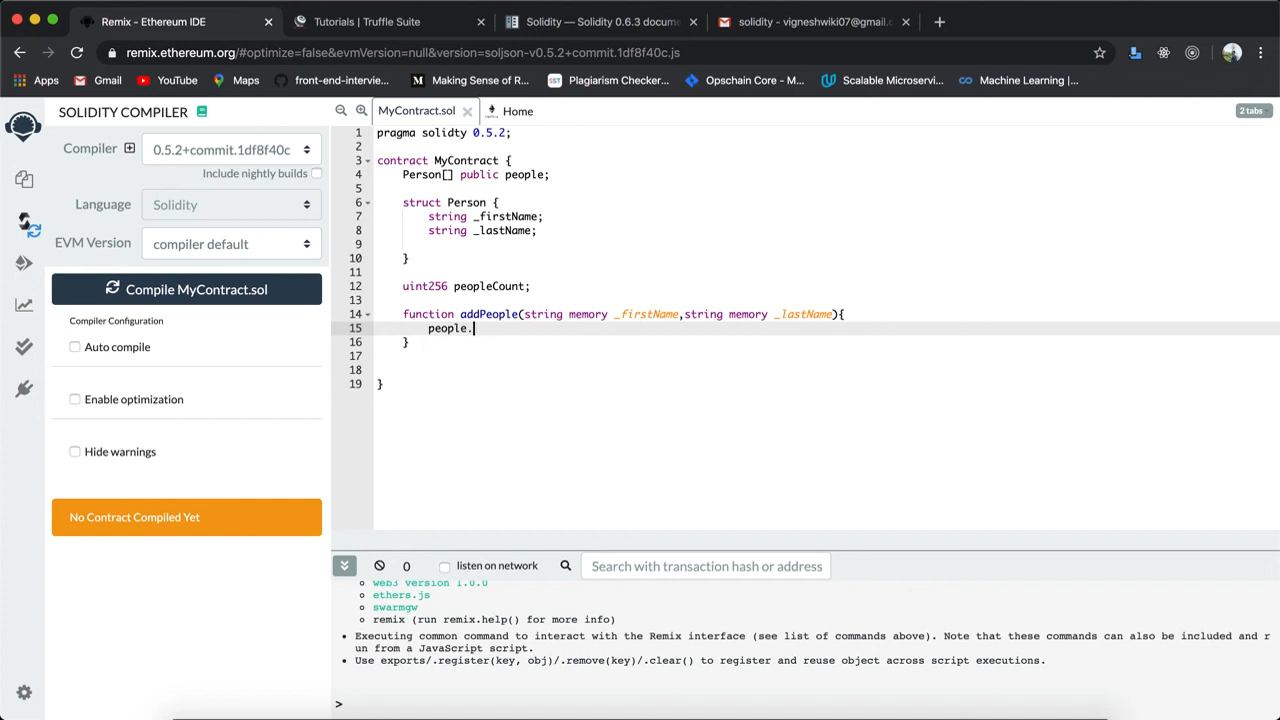 Remix - Ethereum IDE
Tutorials | Truffle Suite
Solidity — Solidity 0.6.3 docume
solidity - vigneshwiki07@gmail.c
remix.ethereum.org/#optimize=false&evmVersion=null&version=soljson-v0.5.2+commit.1df8f40c.js
Apps
Gmail
YouTube
Maps
front-end-intervie...
Making Sense of R...
Plagiarism Checker...
Opschain Core - M...
Scalable Microservi...
Machine Learning |...
SOLIDITY COMPILER
Compiler
0.5.2+commit.1df8f40c
Include nightly builds
Language
Solidity
EVM Version
compiler default
Compile MyContract.sol
Compiler Configuration
Auto compile
Enable optimization
Hide warnings
No Contract Compiled Yet
MyContract.sol
Home
2 tabs
1 pragma solidty 0.5.2;
2
3 contract MyContract {
4 Person[] public people;
5
6 struct Person {
7 string _firstName;
8 string _lastName;
9
10 }
11
12 uint256 peopleCount;
13
14 function addPeople(string memory _firstName,string memory _lastName){
15 people.
16 }
17
18
19 }
0
listen on network
Search with transaction hash or address
web3 version 1.0.0
ethers.js
swarmgw
remix (run remix.help() for more info)
Executing common command to interact with the Remix interface (see list of commands above). Note that these commands can also be included and r
un from a JavaScript script.
Use exports/.register(key, obj)/.remove(key)/.clear() to register and reuse object across script executions.
>